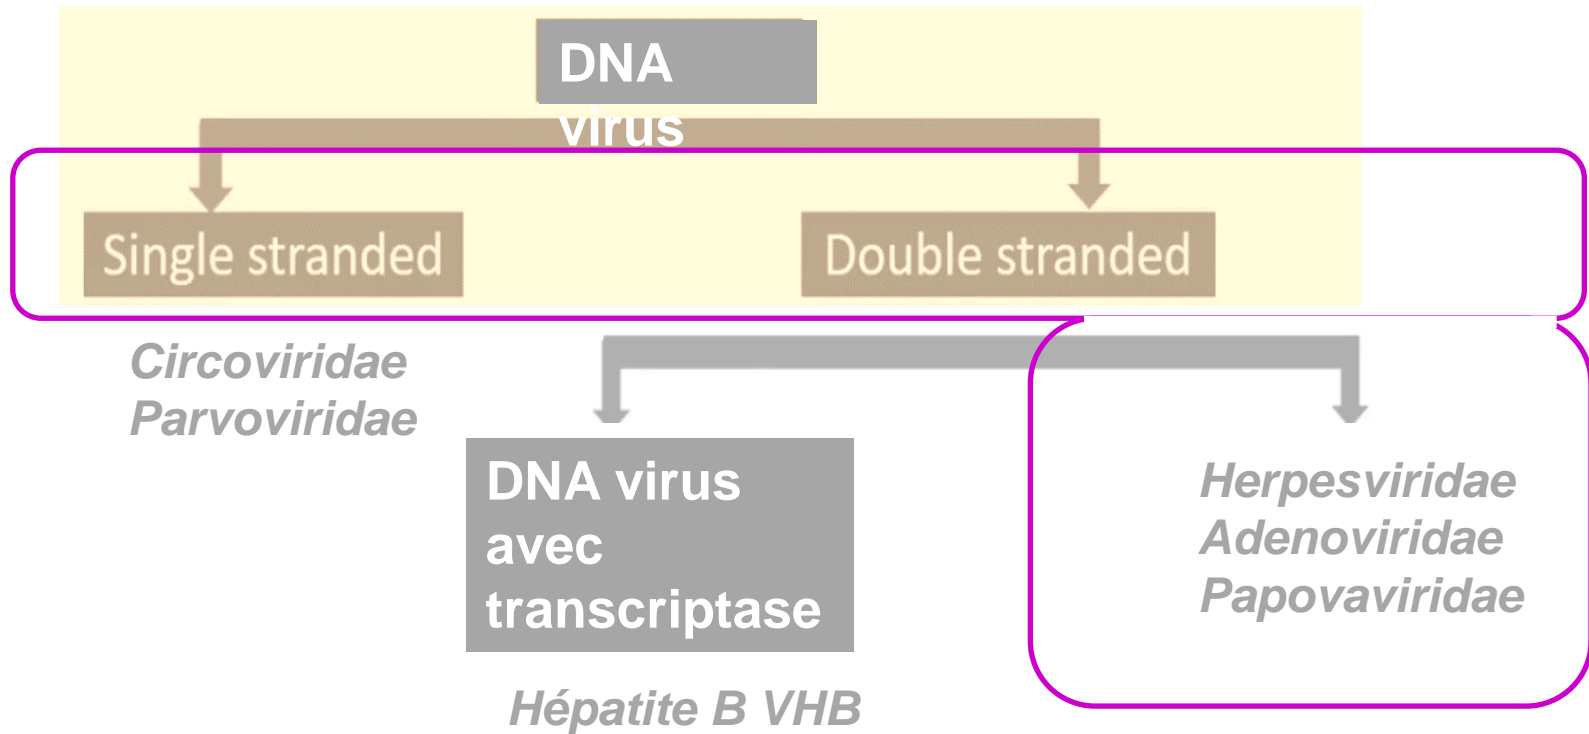 DNA
virus
Single stranded
Double stranded
Circoviridae
Parvoviridae
DNA virus
avec
transcriptase
Hépatite B VHB
Herpesviridae
Adenoviridae
Papovaviridae